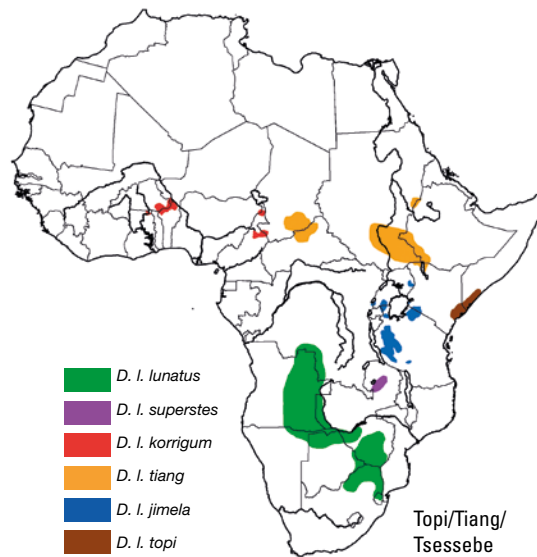 D. l. lunatus
D. l. superstes
D. l. korrigum
D. l. tiang
D. l. jimela
D. l. topi
Topi/Tiang/
Tsessebe